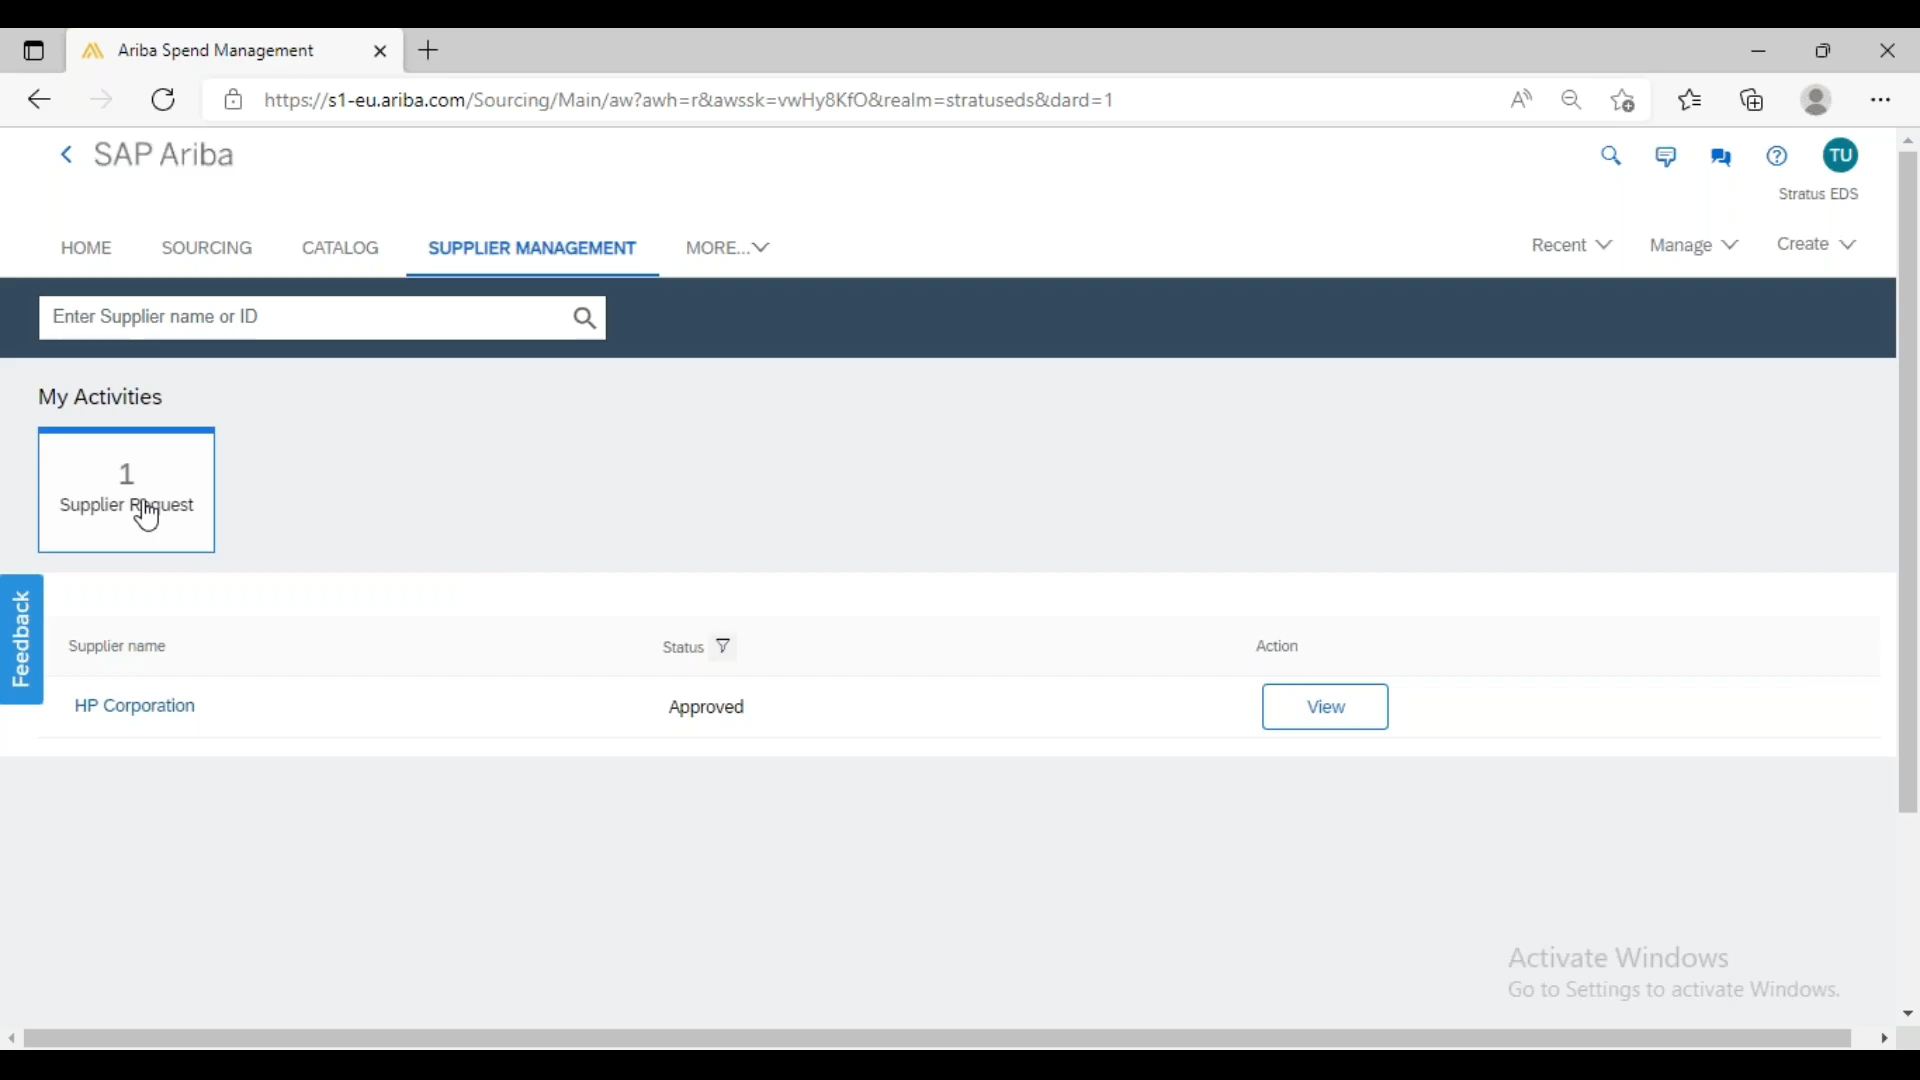 Ariba Spend Management
https://s1-eu.ariba.com/Sourcing/Main/aw?awh=r&awssk=vwHy8KfO&realm=stratuseds&dard=1
SAP Ariba
TU
Stratus EDS
HOME SOURCING CATALOG SUPPLIER MANAGEMENT MORE... Recent Manage Create
Enter Supplier name or ID
My Activities
1
Supplier Request
Feedback
Supplier name Status Action
HP Corporation Approved View
Activate Windows
Go to Settings to activate Windows.